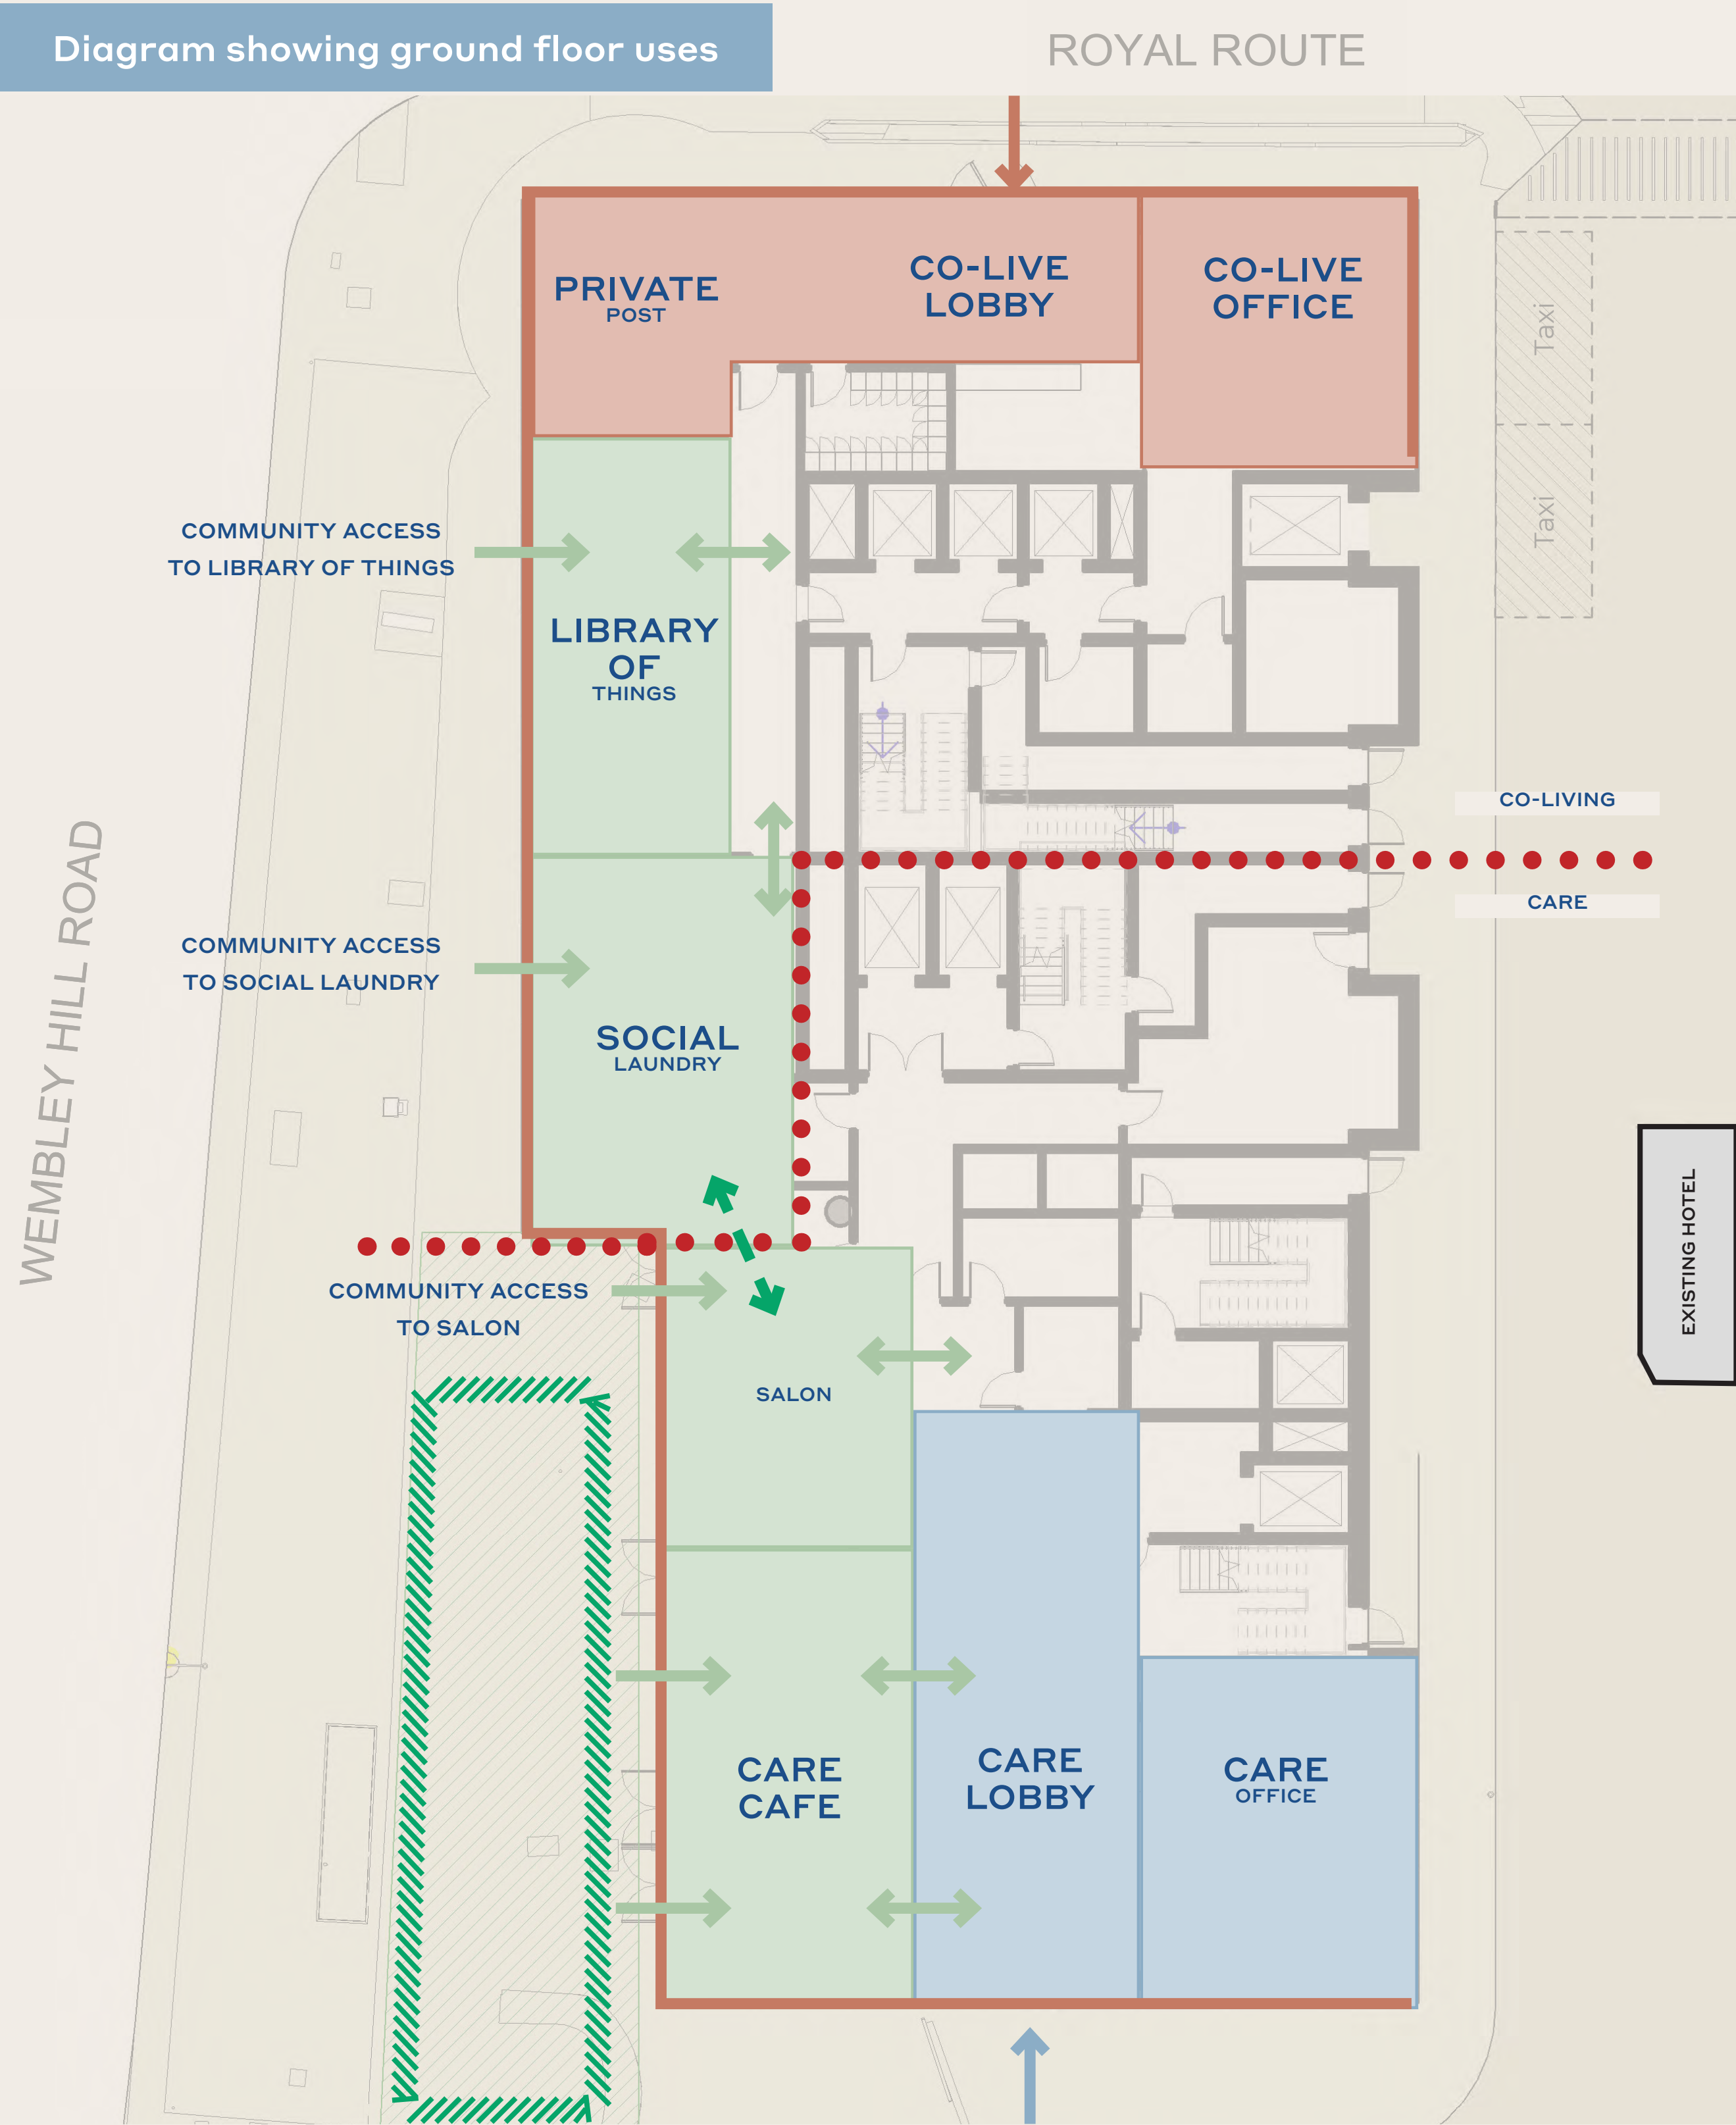 Diagram showing ground floor uses
ROYAL ROUTE
PRIVATE
POST
CO-LIVE
LOBBY
CO-LIVE
OFFICE
Taxi
Taxi
COMMUNITY ACCESS
TO LIBRARY OF THINGS
LIBRARY
OF
THINGS
CO-LIVING
CARE
WEMBLEY HILL ROAD
COMMUNITY ACCESS
TO SOCIAL LAUNDRY
SOCIAL
LAUNDRY
EXISTING HOTEL
COMMUNITY ACCESS
TO SALON
SALON
CARE
CAFE
CARE
LOBBY
CARE
OFFICE